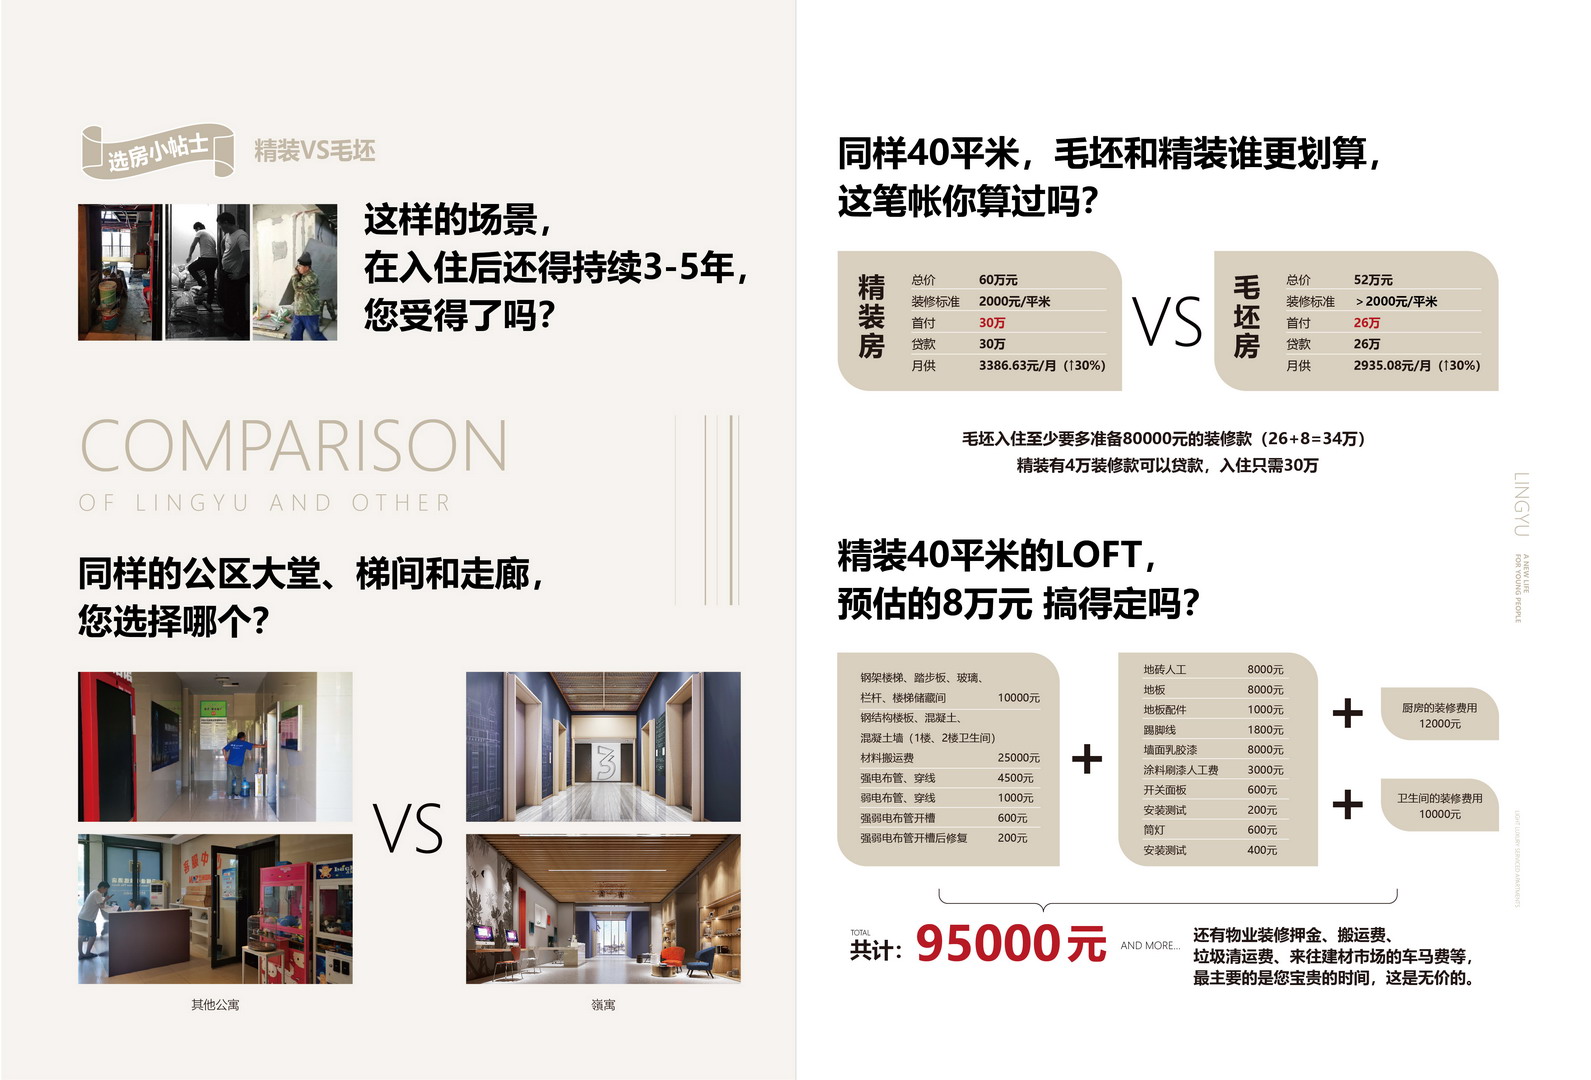 选房小帖士
精装VS毛坯
这样的场景，
在入住后还得持续3-5年，
您受得了吗？
COMPARISON
OF LINGYU AND OTHER
同样的公区大堂、梯间和走廊，
您选择哪个？
VS
3
其他公寓
嶺寓
同样40平米，毛坯和精装谁更划算，
这笔帐你算过吗？
精装房
总价 60万元
装修标准 2000元/平米
首付 30万
贷款 30万
月供 3386.63元/月（↑30%）
VS
毛坯房
总价 52万元
装修标准 ＞2000元/平米
首付 26万
贷款 26万
月供 2935.08元/月（↑30%）
毛坯入住至少要多准备80000元的装修款（26+8=34万）
精装有4万装修款可以贷款，入住只需30万
精装40平米的LOFT，
预估的8万元 搞得定吗？
钢架楼梯、踏步板、玻璃、
栏杆、楼梯储藏间 10000元
钢结构楼板、混凝土、
混凝土墙（1楼、2楼卫生间）
材料搬运费 25000元
强电布管、穿线 4500元
弱电布管、穿线 1000元
强弱电布管开槽 600元
强弱电布管开槽后修复 200元
+
地砖人工 8000元
地板 8000元
地板配件 1000元
踢脚线 1800元
墙面乳胶漆 8000元
涂料刷漆人工费 3000元
开关面板 600元
安装测试 200元
筒灯 600元
安装测试 400元
+
厨房的装修费用
12000元
+
卫生间的装修费用
10000元
TOTAL
共计：95000元
AND MORE...
还有物业装修押金、搬运费、
垃圾清运费、来往建材市场的车马费等，
最主要的是您宝贵的时间，这是无价的。
LINGYU
A NEW LIFE
FOR YOUNG PEOPLE
LIGHT LUXURY SERVICED APARTMENTS